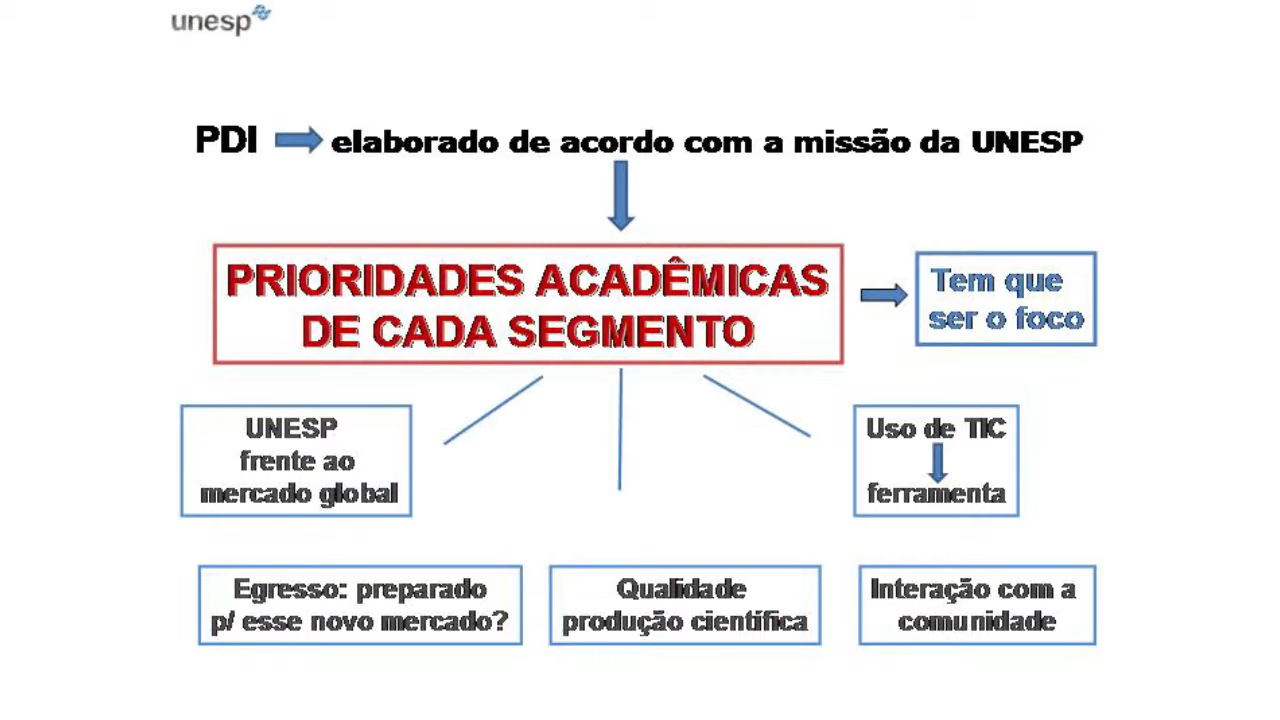 unesp
PDI elaborado de acordo com a missão da UNESP
PRIORIDADES ACADÊMICAS
DE CADA SEGMENTO
Tem que
ser o foco
UNESP
frente ao
mercado global
Uso de TIC
ferramenta
Egresso: preparado
p/ esse novo mercado?
Qualidade
produção científica
Interação com a
comunidade